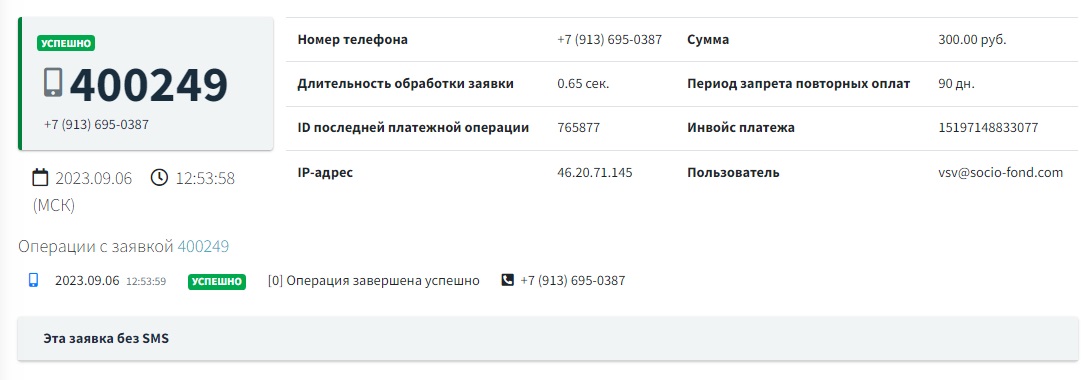 УСПЕШНО
400249
+7 (913) 695-0387
2023.09.06 12:53:58
(МСК)
Номер телефона +7 (913) 695-0387 Сумма 300.00 руб.
Длительность обработки заявки 0.65 сек. Период запрета повторных оплат 90 дн.
ID последней платежной операции 765877 Инвойс платежа 15197148833077
IP-адрес 46.20.71.145 Пользователь vsv@socio-fond.com
Операции с заявкой 400249
2023.09.06 12:53:59 УСПЕШНО [0] Операция завершена успешно +7 (913) 695-0387
Эта заявка без SMS